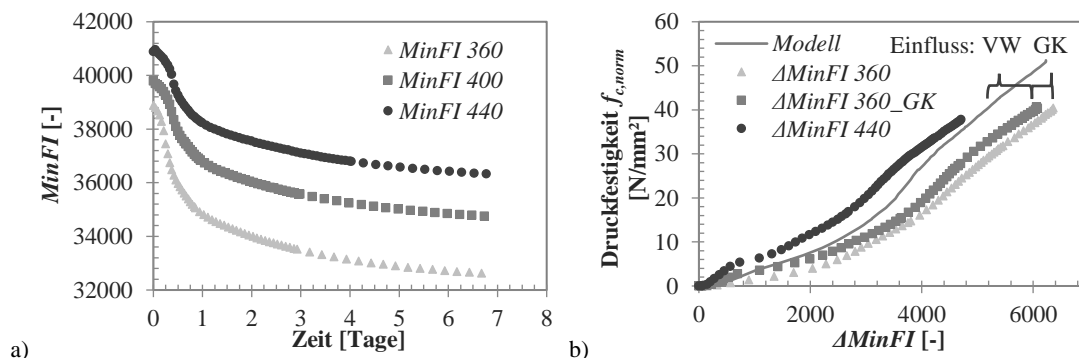 42000
40000
38000
36000
34000
32000
MinFI [-]
MinFI 360
MinFI 400
MinFI 440
0 1 2 3 4 5 6 7 8
Zeit [Tage]
a)
60
50
40
30
20
10
0
Druckfestigkeit f c,norm
[N/mm²]
Modell
ΔMinFI 360
ΔMinFI 360_GK
ΔMinFI 440
Einfluss: VW GK
0 2000 4000 6000
ΔMinFI [-]
b)